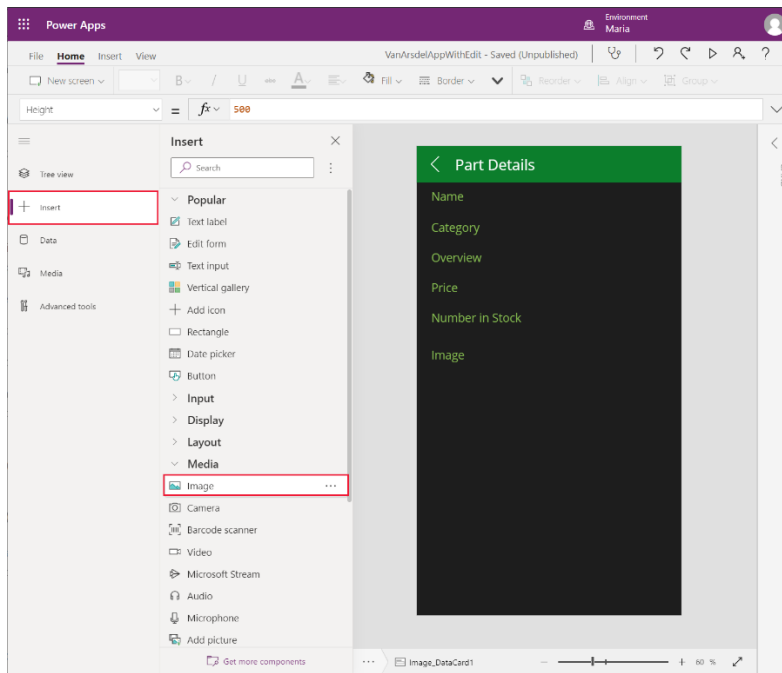 Power Apps
Environment
Maria
File Home Insert View
VanArsdelAppWithEdit - Saved (Unpublished)
New screen
B / U abc A Fill Border Reorder Align Group
Height = fx 500
Insert
Search
Tree view
Insert
Data
Media
Advanced tools
Popular
Text label
Edit form
Text input
Vertical gallery
Add icon
Rectangle
Date picker
Button
Input
Display
Layout
Media
Image ...
Camera
Barcode scanner
Video
Microsoft Stream
Audio
Microphone
Add picture
Get more components
< Part Details
Name
Category
Overview
Price
Number in Stock
Image
... Image_DataCard1
− + 60 %